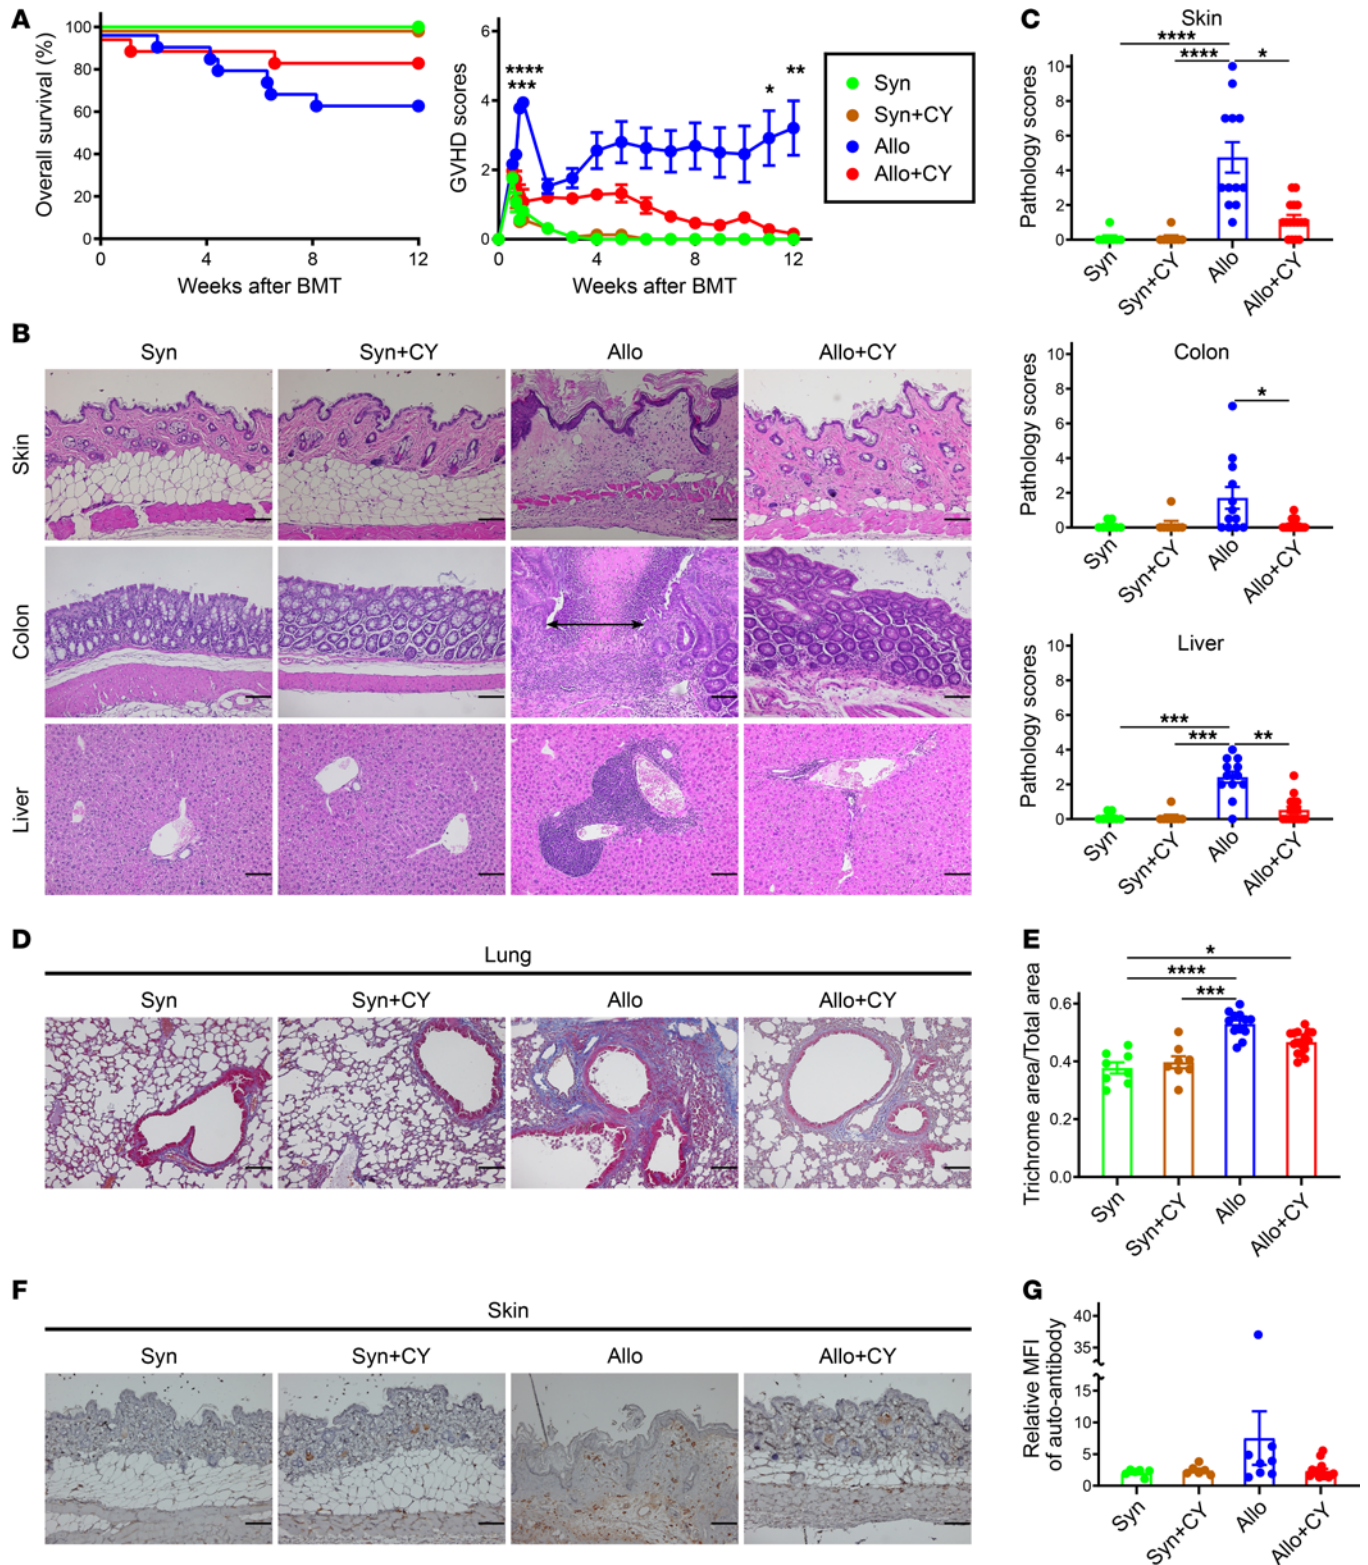 A
Overall survival (%)
100
80
60
40
20
0
0 4 8 12
Weeks after BMT
GVHD scores
6
4
2
0
****
***
*
**
0 4 8 12
Weeks after BMT
Syn
Syn+CY
Allo
Allo+CY
B
Syn Syn+CY Allo Allo+CY
Skin
Colon
Liver
C
Skin
Pathology scores
10
8
6
4
2
0
****
**** *
Syn Syn+CY Allo Allo+CY
Colon
Pathology scores
10
8
6
4
2
0
*
Syn Syn+CY Allo Allo+CY
Liver
Pathology scores
10
8
6
4
2
0
***
*** **
Syn Syn+CY Allo Allo+CY
D
Lung
Syn Syn+CY Allo Allo+CY
E
Trichrome area/Total area
0.6
0.4
0.2
0.0
*
****
***
Syn Syn+CY Allo Allo+CY
F
Skin
Syn Syn+CY Allo Allo+CY
G
Relative MFI
of auto-antibody
40
35
15
10
5
0
Syn Syn+CY Allo Allo+CY